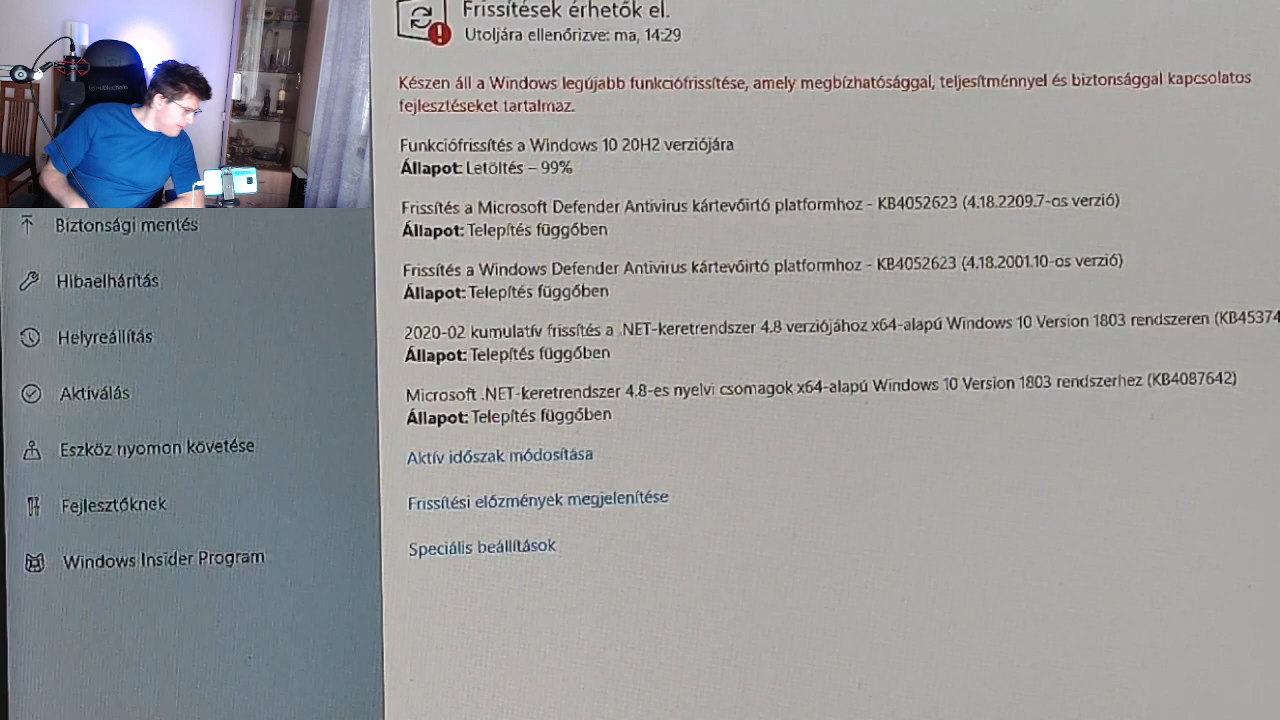 Frissítések érhetők el.
Utoljára ellenőrizve: ma, 14:29
Készen áll a Windows legújabb funkciófrissítése, amely megbízhatósággal, teljesítménnyel és biztonsággal kapcsolatos
fejlesztéseket tartalmaz.
Funkciófrissítés a Windows 10 20H2 verziójára
Állapot: Letöltés – 99%
Frissítés a Microsoft Defender Antivirus kártevőirtó platformhoz - KB4052623 (4.18.2209.7-os verzió)
Állapot: Telepítés függőben
Frissítés a Windows Defender Antivirus kártevőirtó platformhoz - KB4052623 (4.18.2001.10-os verzió)
Állapot: Telepítés függőben
2020-02 kumulatív frissítés a .NET-keretrendszer 4.8 verziójához x64-alapú Windows 10 Version 1803 rendszeren (KB45374
Állapot: Telepítés függőben
Microsoft .NET-keretrendszer 4.8-es nyelvi csomagok x64-alapú Windows 10 Version 1803 rendszerhez (KB4087642)
Állapot: Telepítés függőben
Aktív időszak módosítása
Frissítési előzmények megjelenítése
Speciális beállítások
Biztonsági mentés
Hibaelhárítás
Helyreállítás
Aktiválás
Eszköz nyomon követése
Fejlesztőknek
Windows Insider Program